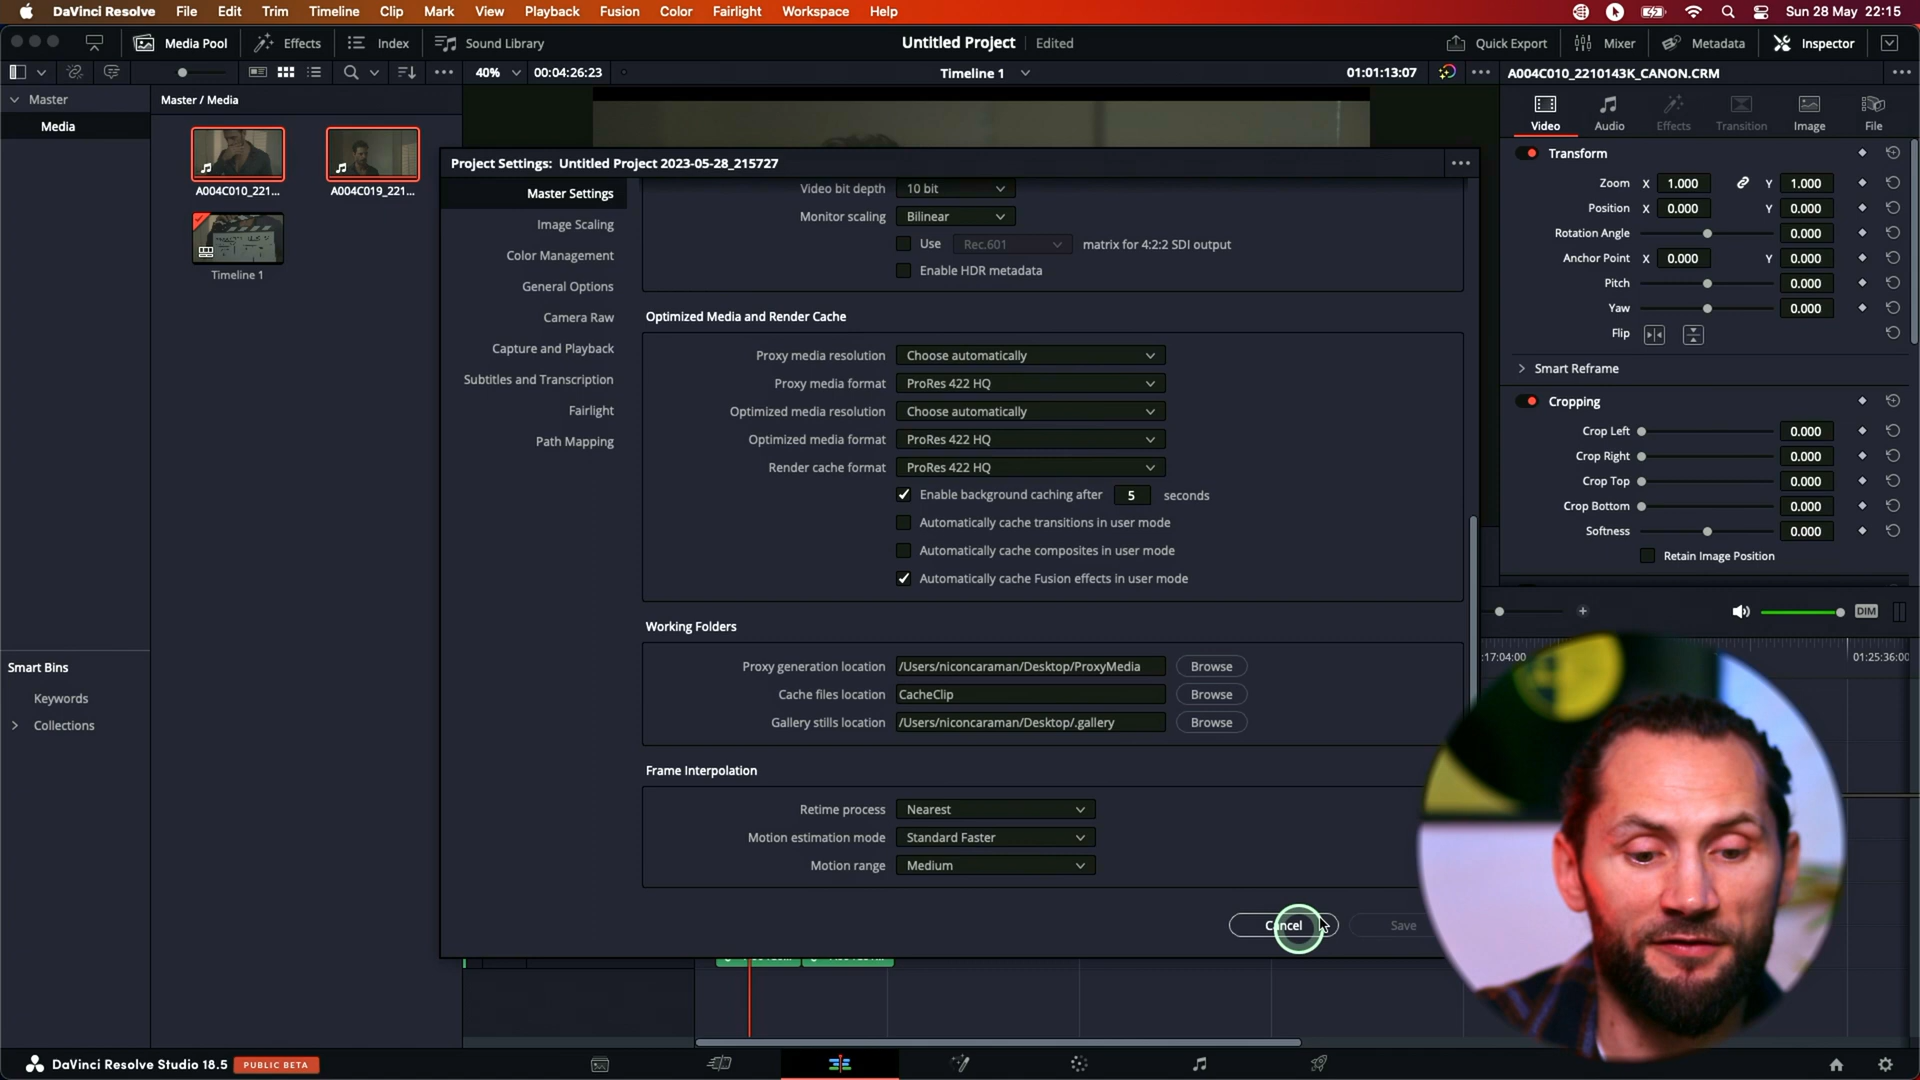 DaVinci Resolve File Edit Trim Timeline Clip Mark View Playback Fusion Color Fairlight Workspace Help Sun 28 May 22:15
Media Pool Effects Index Sound Library Untitled Project Edited Quick Export Mixer Metadata Inspector
40% 00:04:26:23 Timeline 1 01:01:13:07 A004C010_2210143K_CANON.CRM
Master Master / Media
Media
A004C010_221... A004C019_221...
Timeline 1
Smart Bins
Keywords
Collections
Project Settings: Untitled Project 2023-05-28_215727
Master Settings
Image Scaling
Color Management
General Options
Camera Raw
Capture and Playback
Subtitles and Transcription
Fairlight
Path Mapping
Video bit depth 10 bit
Monitor scaling Bilinear
Use Rec.601 matrix for 4:2:2 SDI output
Enable HDR metadata
Optimized Media and Render Cache
Proxy media resolution Choose automatically
Proxy media format ProRes 422 HQ
Optimized media resolution Choose automatically
Optimized media format ProRes 422 HQ
Render cache format ProRes 422 HQ
Enable background caching after 5 seconds
Automatically cache transitions in user mode
Automatically cache composites in user mode
Automatically cache Fusion effects in user mode
Working Folders
Proxy generation location /Users/niconcaraman/Desktop/ProxyMedia Browse
Cache files location CacheClip Browse
Gallery stills location /Users/niconcaraman/Desktop/.gallery Browse
Frame Interpolation
Retime process Nearest
Motion estimation mode Standard Faster
Motion range Medium
Cancel Save
Video Audio Effects Transition Image File
Transform
Zoom X 1.000 Y 1.000
Position X 0.000 Y 0.000
Rotation Angle 0.000
Anchor Point X 0.000 Y 0.000
Pitch 0.000
Yaw 0.000
Flip
Smart Reframe
Cropping
Crop Left 0.000
Crop Right 0.000
Crop Top 0.000
Crop Bottom 0.000
Softness 0.000
Retain Image Position
DIM
:17:04:00 01:25:36:00
DaVinci Resolve Studio 18.5 PUBLIC BETA